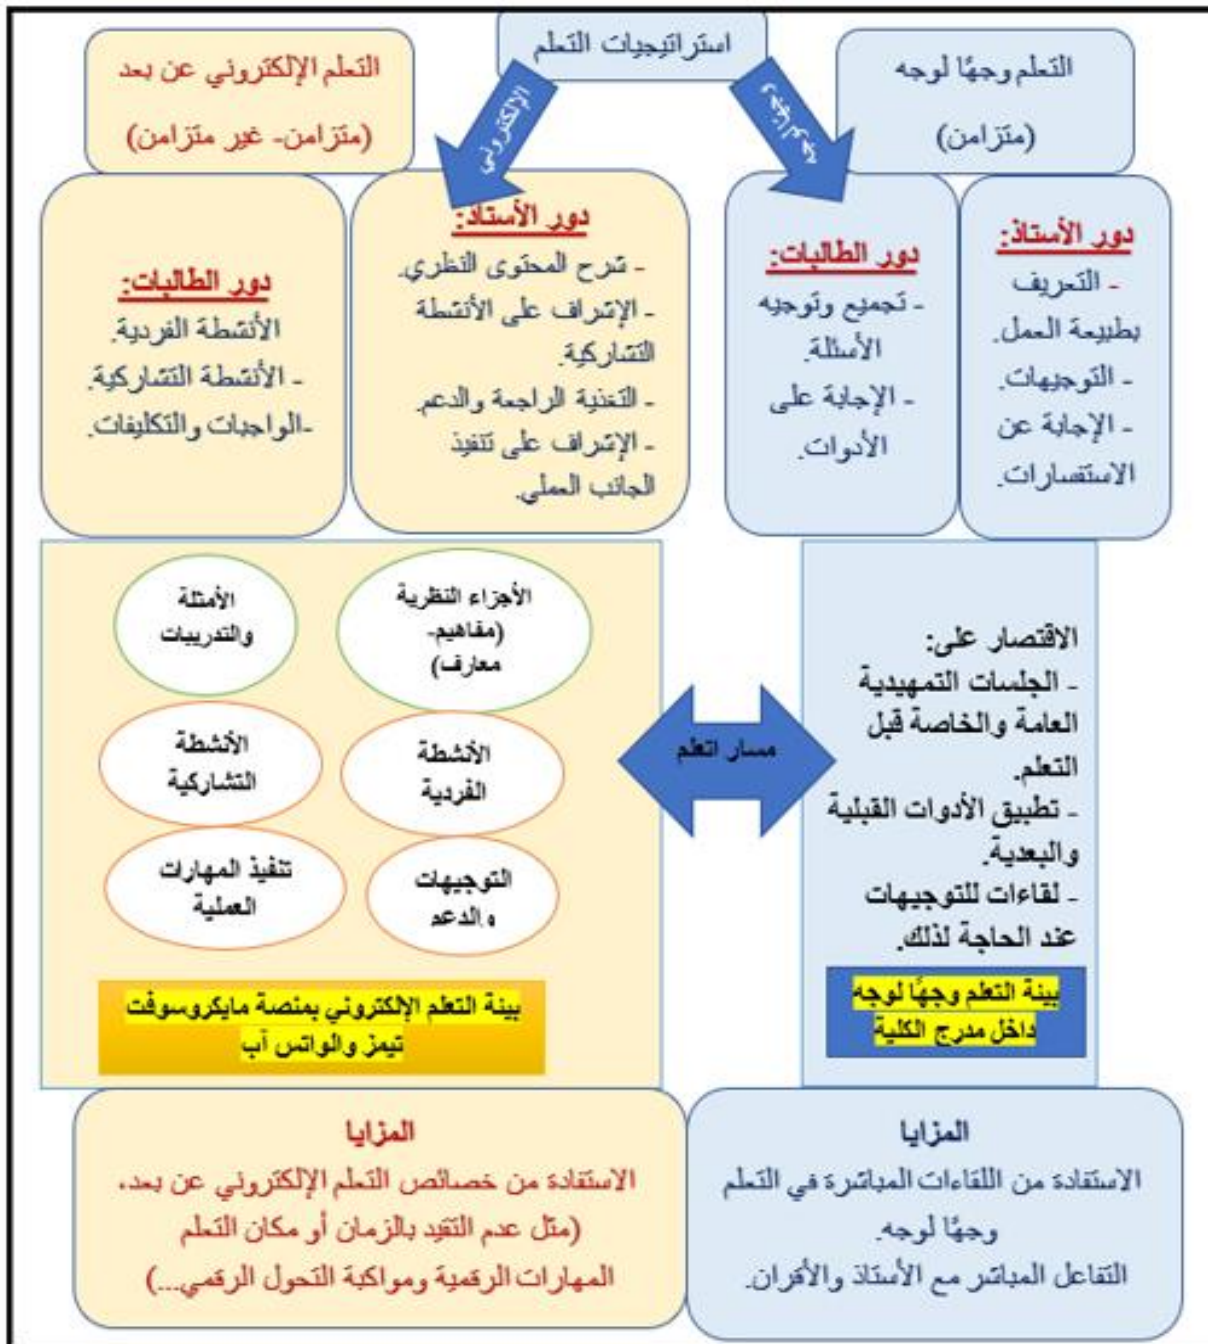 استراتيجيات التعلم
التعلم وجهًا لوجه
(متزامن)
التعلم الإلكتروني عن بعد
(متزامن- غير متزامن)
وجهًا لوجه
الإلكتروني
دور الأستاذ:
- التعريف
بطبيعة العمل.
- التوجيهات.
- الإجابة عن
الاستفسارات.
دور الطالبات:
- تجميع وتوجيه
الأسئلة.
- الإجابة على
الأدوات.
دور الأستاذ:
- شرح المحتوى النظري.
- الإشراف على الأنشطة
التشاركية.
- التغذية الراجعة والدعم.
- الإشراف على تنفيذ
الجانب العملي.
دور الطالبات:
الأنشطة الفردية.
- الأنشطة التشاركية.
-الواجبات والتكليفات.
الاقتصار على:
- الجلسات التمهيدية
العامة والخاصة قبل
التعلم.
- تطبيق الأدوات القبلية
والبعدية.
- لقاءات للتوجيهات
عند الحاجة لذلك.
بيئة التعلم وجهًا لوجه
داخل مدرج الكلية
مسار اتعلم
الأجزاء النظرية
(مفاهيم-
معارف)
الأمثلة
والتدريبات
الأنشطة
الفردية
الأنشطة
التشاركية
التوجيهات
والدعم
تنفيذ المهارات
العملية
بيئة التعلم الإلكتروني بمنصة مايكروسوفت
تيمز والواتس آب
المزايا
الاستفادة من اللقاءات المباشرة في التعلم
وجهًا لوجه.
التفاعل المباشر مع الأستاذ والأقران.
المزايا
الاستفادة من خصائص التعلم الإلكتروني عن بعد،
(مثل عدم التقيد بالزمان أو مكان التعلم
المهارات الرقمية ومواكبة التحول الرقمي...)